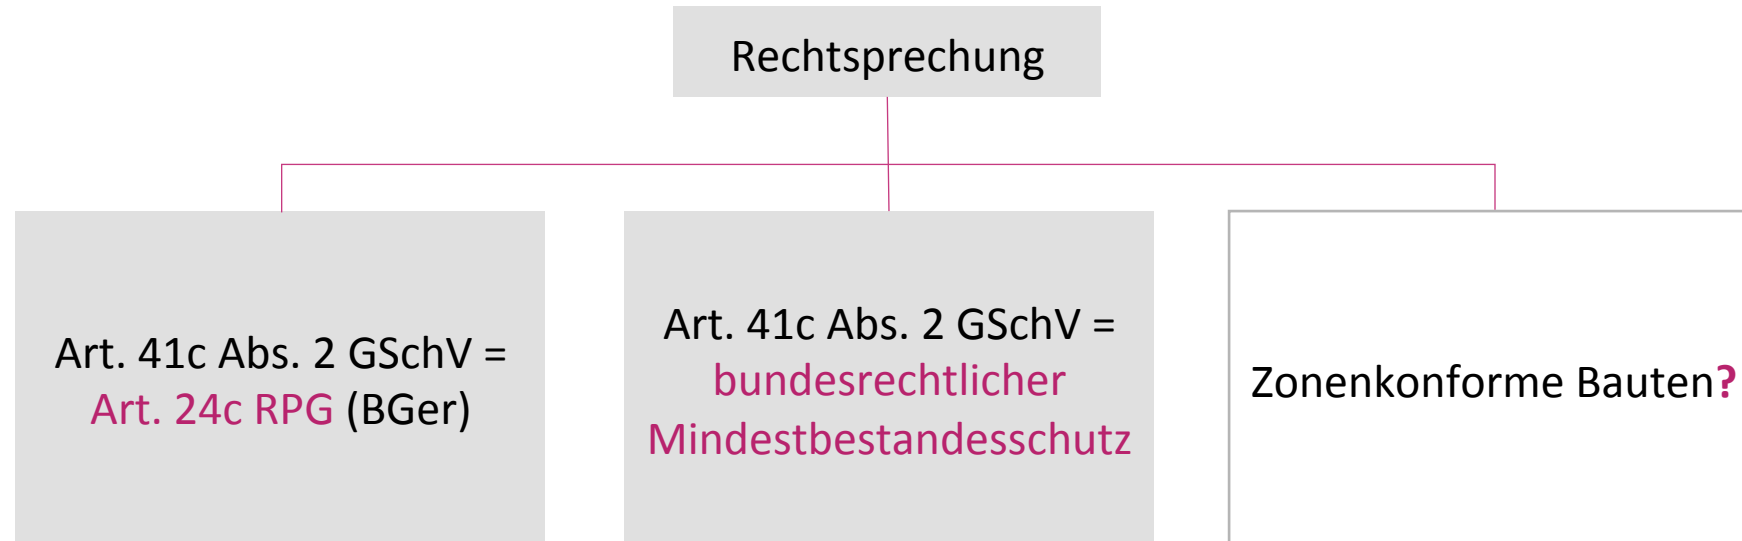 Rechtsprechung
Art. 41c Abs. 2 GSchV =
Art. 24c RPG (BGer)
Art. 41c Abs. 2 GSchV =
bundesrechtlicher
Mindestbestandesschutz
Zonenkonforme Bauten?